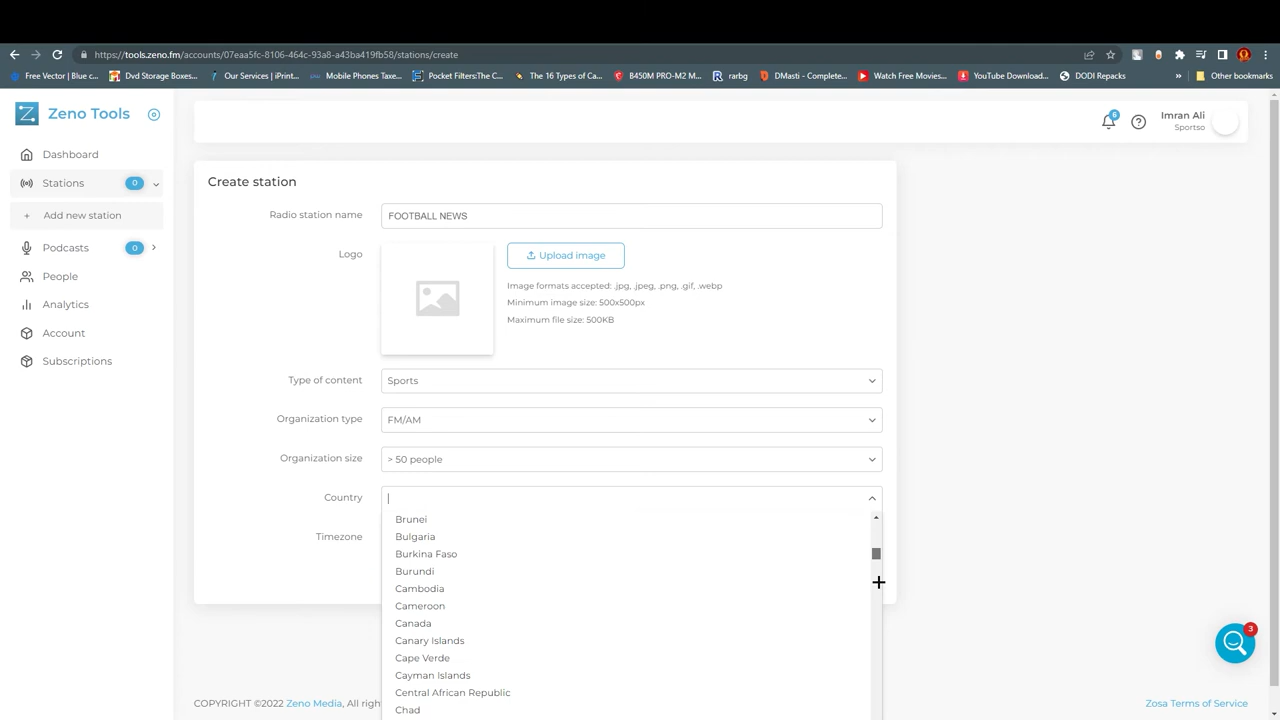 https://tools.zeno.fm/accounts/07eaa5fc-8106-464c-93a8-a43ba419fb58/stations/create
Free Vector | Blue c... Dvd Storage Boxes... Our Services | iPrint... Mobile Phones Taxe... Pocket Filters:The C... The 16 Types of Ca... B450M PRO-M2 M... rarbg DMasti - Complete... Watch Free Movies... YouTube Download... DODI Repacks » Other bookmarks
Zeno Tools
6
Imran Ali
Sportso
Dashboard
Stations 0
Add new station
Podcasts 0
People
Analytics
Account
Subscriptions
Create station
Radio station name FOOTBALL NEWS
Logo Upload image
Image formats accepted: .jpg, .jpeg, .png, .gif, .webp
Minimum image size: 500x500px
Maximum file size: 500KB
Type of content Sports
Organization type FM/AM
Organization size > 50 people
Country
Timezone
Brunei
Bulgaria
Burkina Faso
Burundi
Cambodia
Cameroon
Canada
Canary Islands
Cape Verde
Cayman Islands
Central African Republic
Chad
3
COPYRIGHT ©2022 Zeno Media, All righ
Zosa Terms of Service